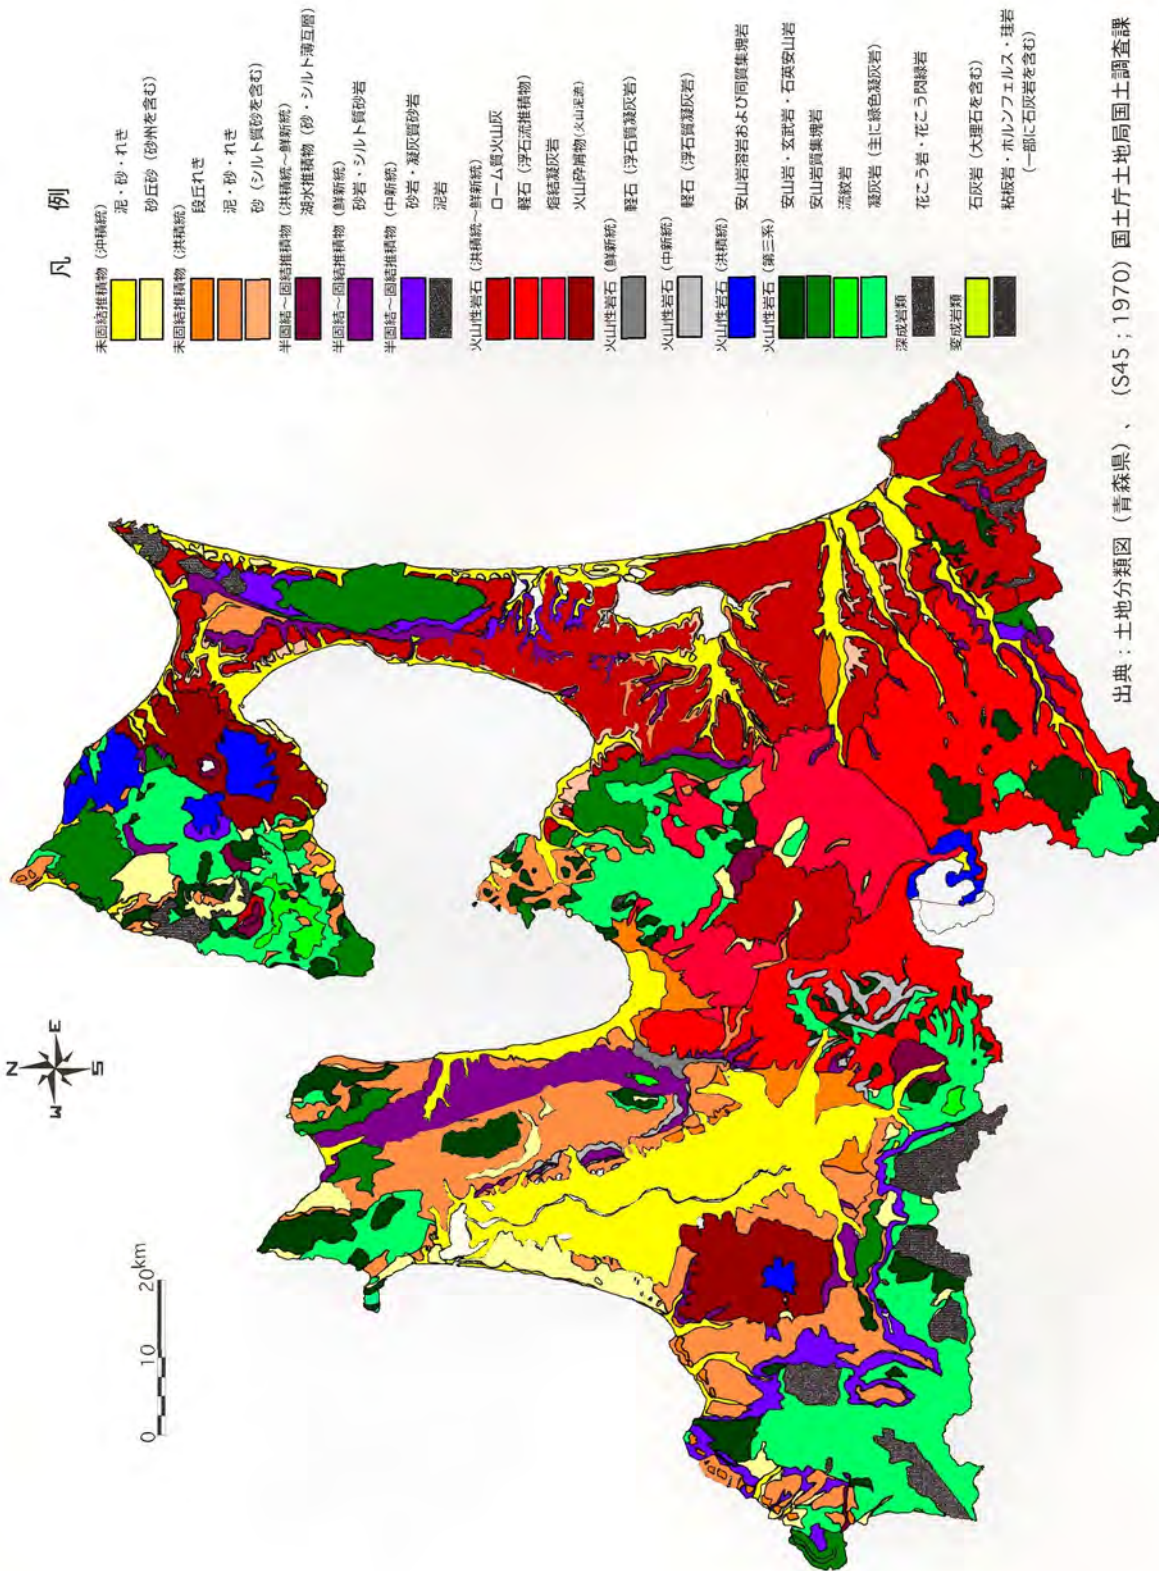 凡例
未固結堆積物（沖積統）
泥・砂・れき
砂丘砂（砂州を含む）
未固結堆積物（洪積統）
段丘れき
泥・砂・れき
砂（シルト質砂を含む）
半固結～固結堆積物（洪積統～鮮新統）
湖水堆積物（砂・シルト薄互層）
半固結～固結堆積物（鮮新統）
砂岩・シルト質砂岩
半固結～固結堆積物（中新統）
砂岩・凝灰質砂岩
泥岩
火山性岩石（洪積統～鮮新統）
ローム質火山灰
軽石（浮石流堆積物）
熔結凝灰岩
火山砕屑物（火山泥流）
火山性岩石（鮮新統）
軽石（浮石質凝灰岩）
火山性岩石（中新統）
軽石（浮石質凝灰岩）
火山性岩石（洪積統）
安山岩溶岩および同質集塊岩
火山性岩石（第三系）
安山岩・玄武岩・石英安山岩
安山岩質集塊岩
流紋岩
凝灰岩（主に緑色凝灰岩）
深成岩類
花こう岩・花こう閃緑岩
変成岩類
石灰岩（大理石を含む）
粘板岩・ホルンフェルス・珪岩
（一部に石灰岩を含む）
N
W
E
S
0 10 20km
出典：土地分類図（青森県）、（S45；1970）国土庁土地局国土調査課